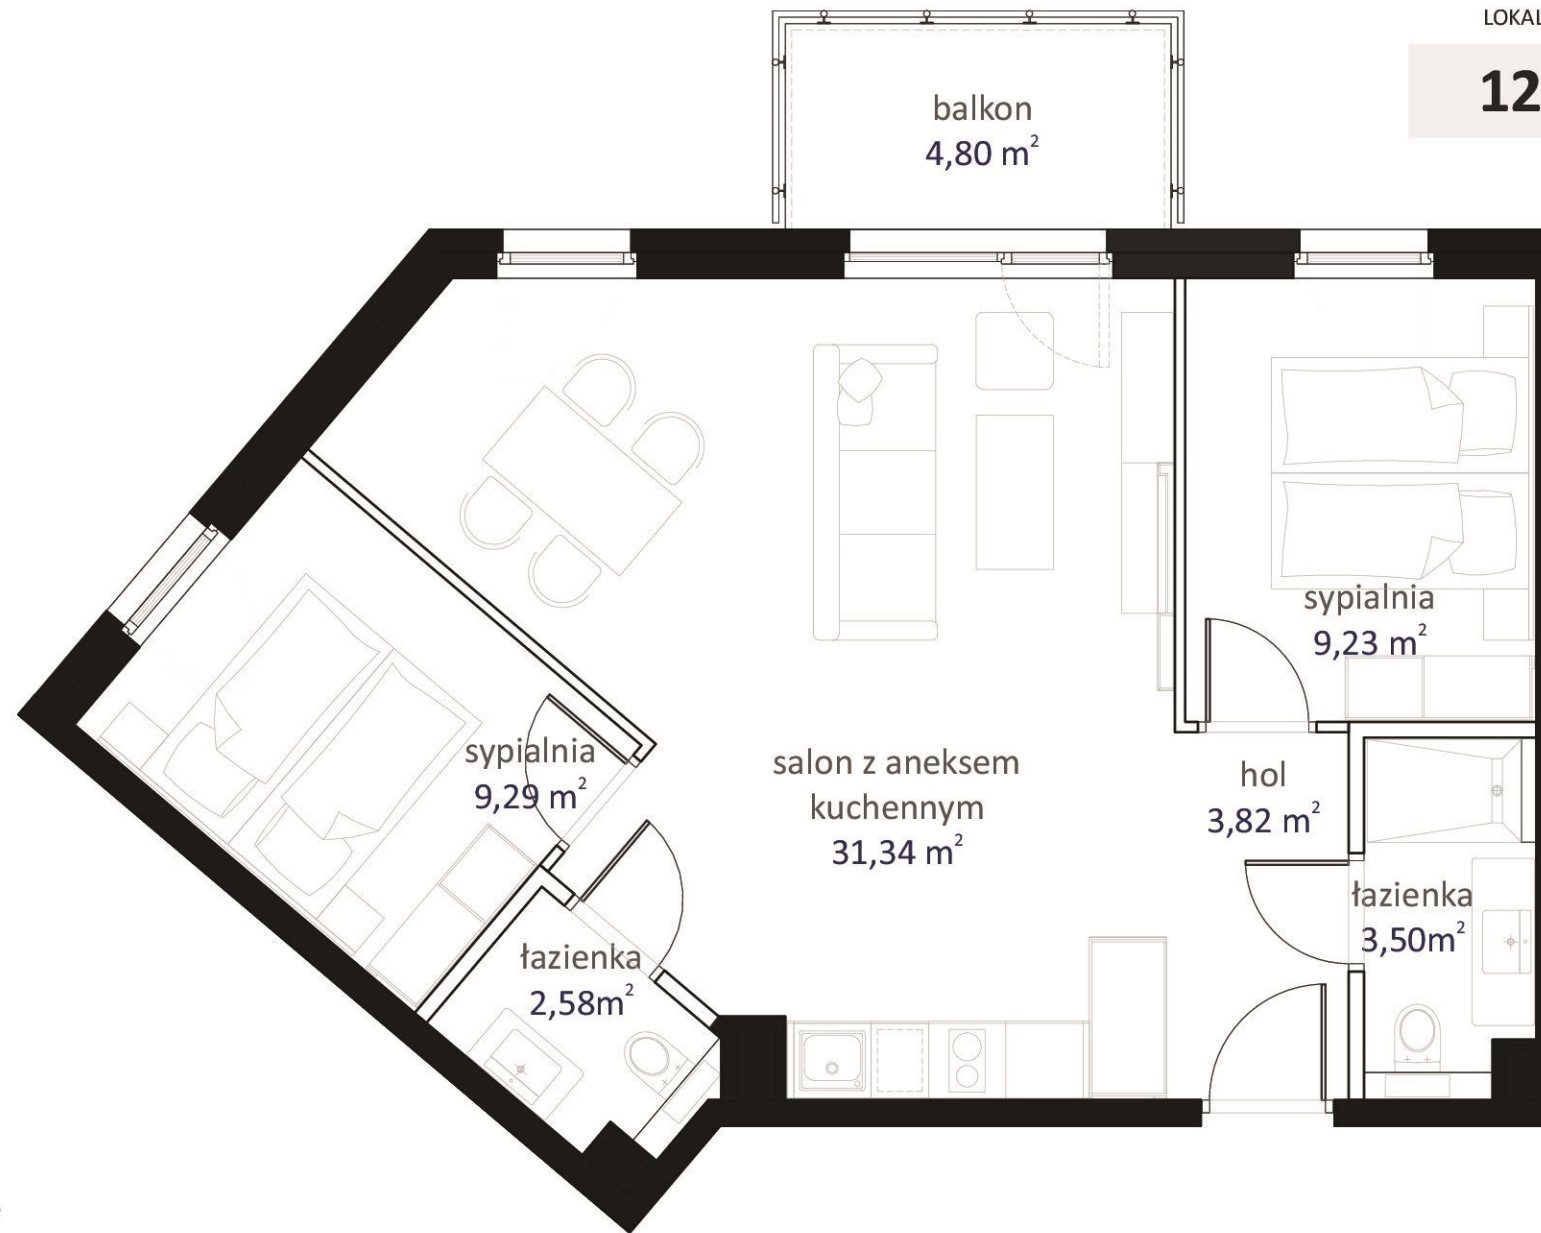 LOKAL
12
balkon
4,80 m²
sypialnia
9,23 m²
sypialnia
9,29 m²
salon z aneksem
kuchennym
31,34 m²
hol
3,82 m²
łazienka
3,50m²
łazienka
2,58m²